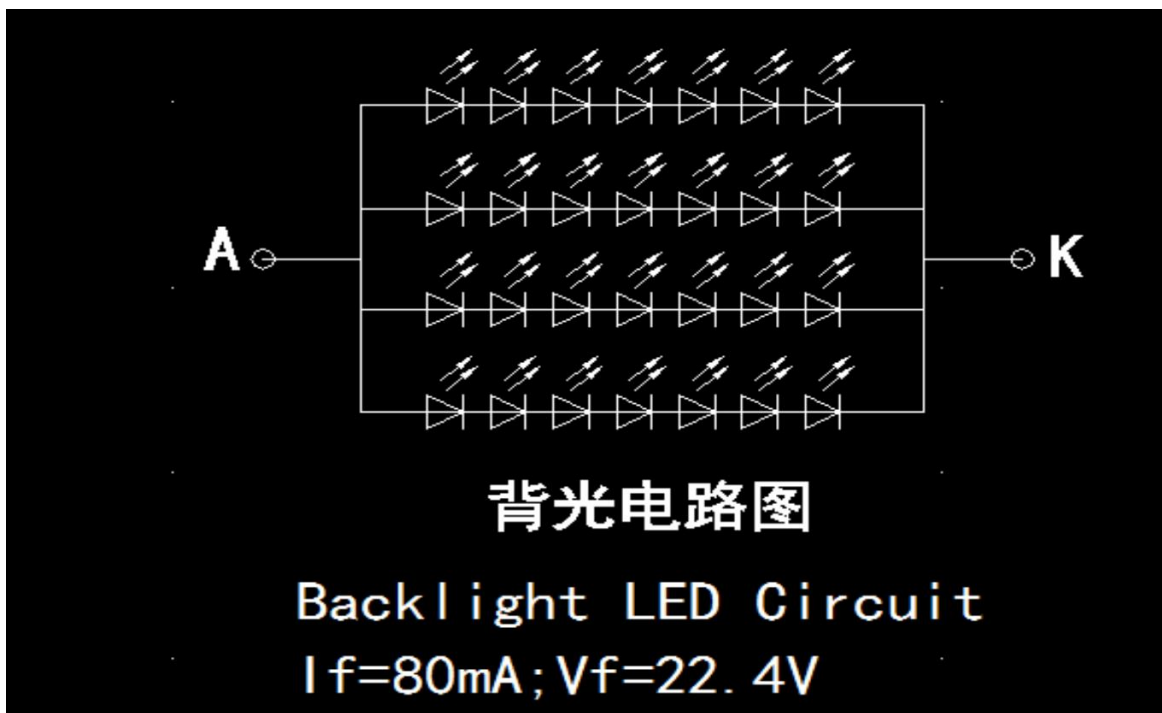 A K
背光电路图
Backlight LED Circuit
If=80mA;Vf=22.4V